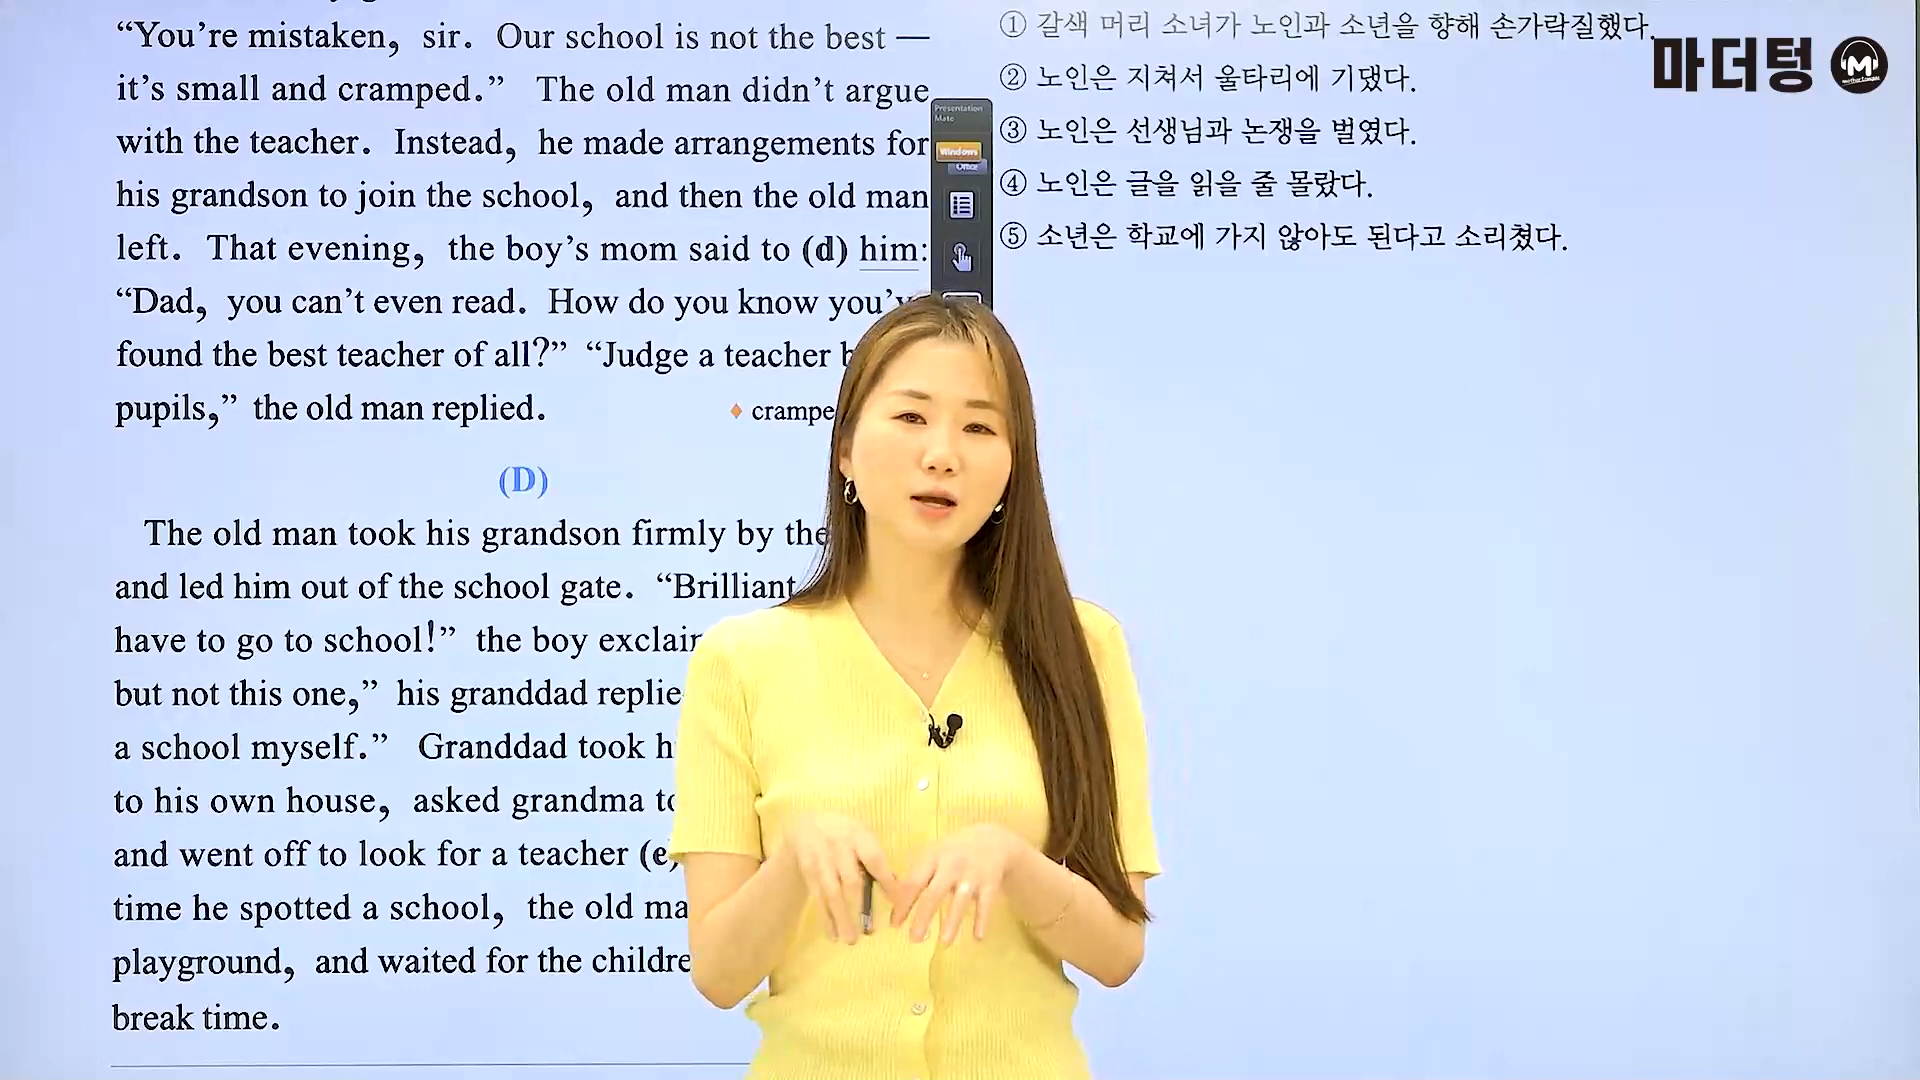 “You’re mistaken, sir. Our school is not the best —
it’s small and cramped.” The old man didn’t argue
with the teacher. Instead, he made arrangements for
his grandson to join the school, and then the old man
left. That evening, the boy’s mom said to (d) him:
“Dad, you can’t even read. How do you know you’v
found the best teacher of all?” “Judge a teacher b
pupils,” the old man replied.
♦ crampe
(D)
The old man took his grandson firmly by the
and led him out of the school gate. “Brilliant
have to go to school!” the boy exclai
but not this one,” his granddad replie
a school myself.” Granddad took h
to his own house, asked grandma to
and went off to look for a teacher (e)
time he spotted a school, the old ma
playground, and waited for the childre
break time.
① 갈색 머리 소녀가 노인과 소년을 향해 손가락질했다.
② 노인은 지쳐서 울타리에 기댔다.
③ 노인은 선생님과 논쟁을 벌였다.
④ 노인은 글을 읽을 줄 몰랐다.
⑤ 소년은 학교에 가지 않아도 된다고 소리쳤다.
마더텅 M
Presentation
Mate
Windows
Office